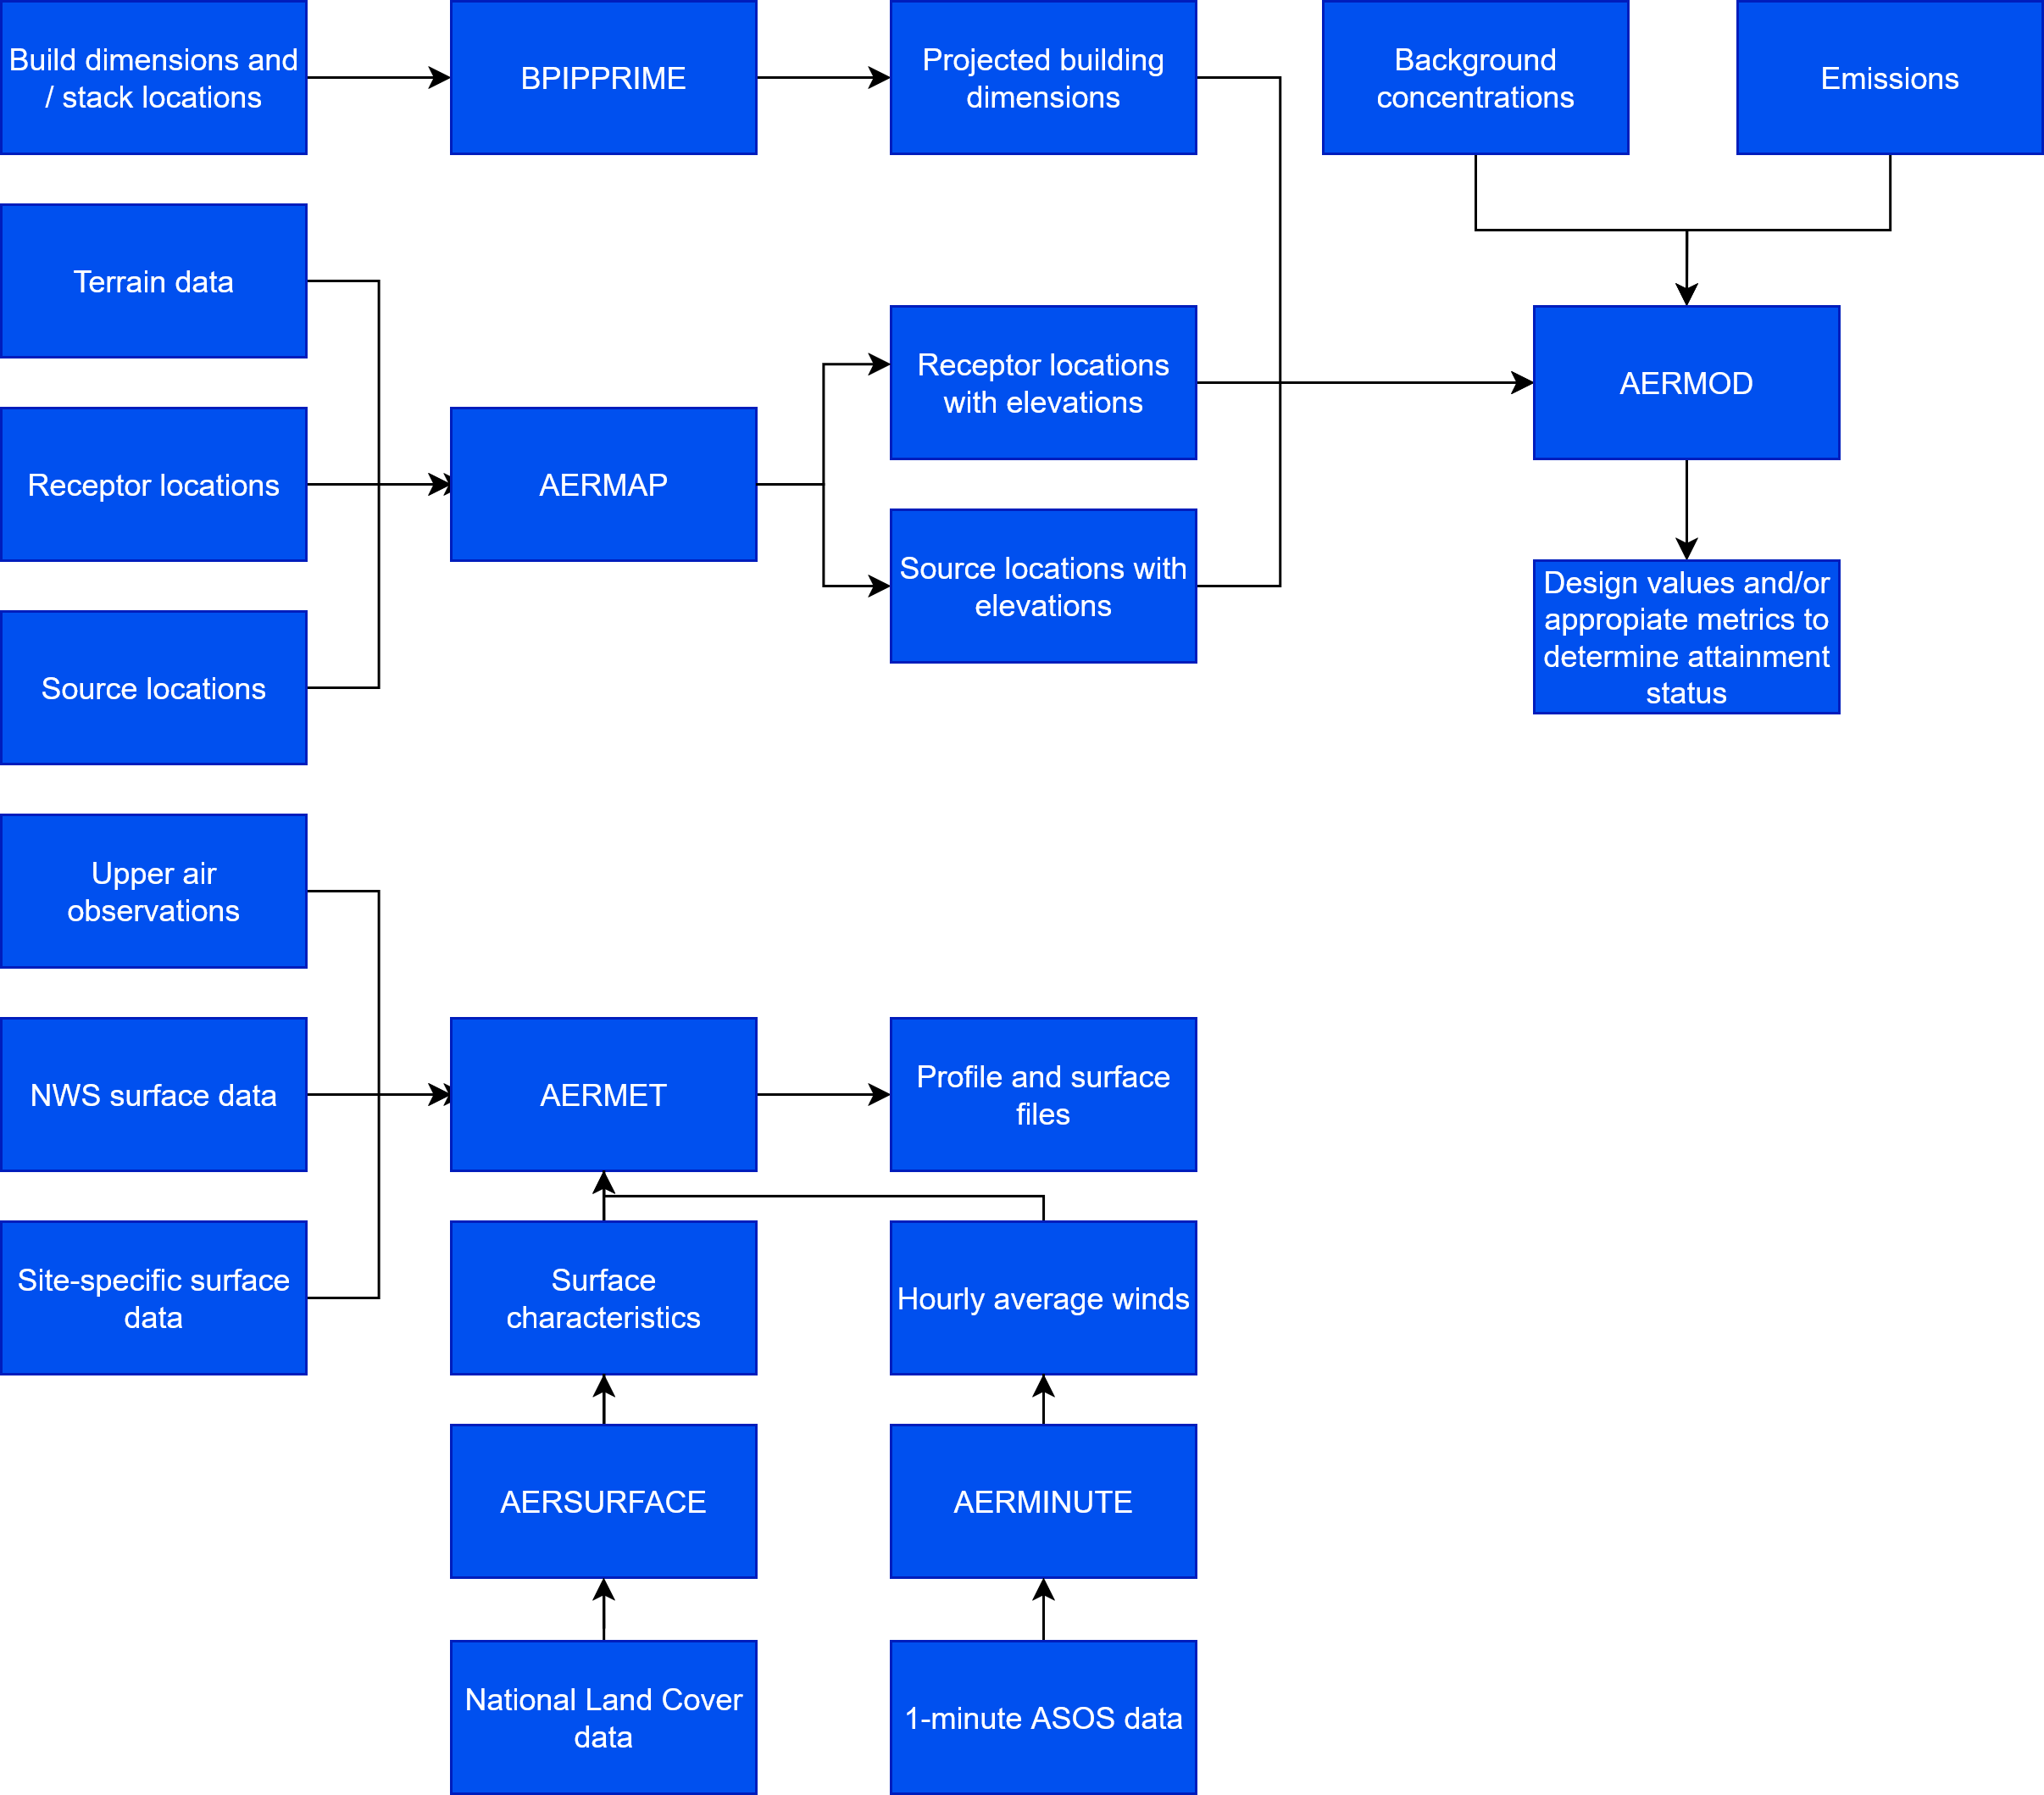 Build dimensions and
/ stack locations
BPIPPRIME
Projected building
dimensions
Background
concentrations
Emissions
Terrain data
Receptor locations
with elevations
AERMOD
Receptor locations
AERMAP
Source locations with
elevations
Design values and/or
appropiate metrics to
determine attainment
status
Source locations
Upper air
observations
NWS surface data
AERMET
Profile and surface
files
Site-specific surface
data
Surface
characteristics
Hourly average winds
AERSURFACE
AERMINUTE
National Land Cover
data
1-minute ASOS data